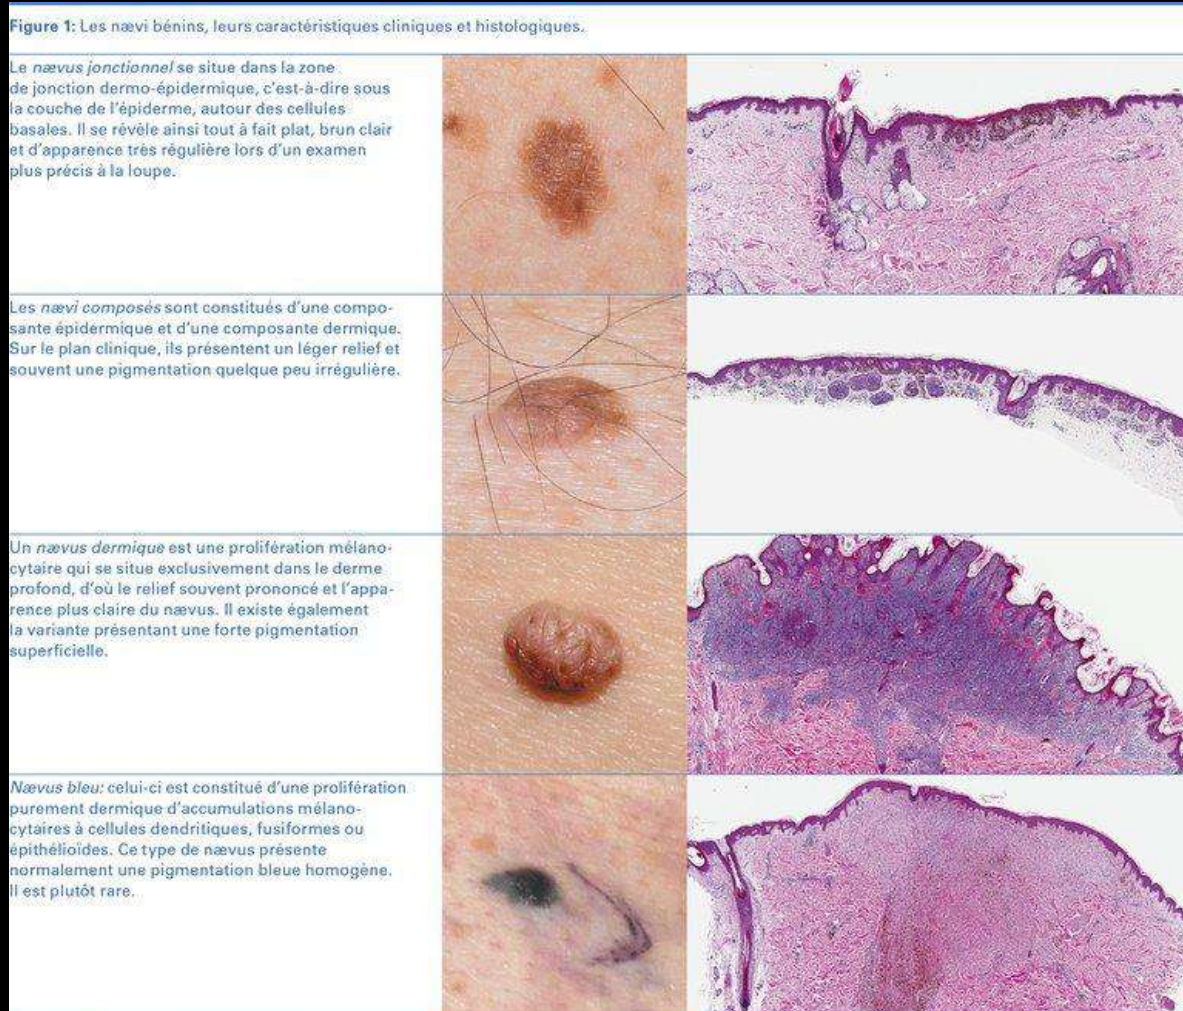 Figure 1: Les nævi bénins, leurs caractéristiques cliniques et histologiques.
Le nævus jonctionnel se situe dans la zone
de jonction dermo-épidermique, c'est-à-dire sous
la couche de l'épiderme, autour des cellules
basales. Il se révèle ainsi tout à fait plat, brun clair
et d'apparence très régulière lors d'un examen
plus précis à la loupe.
Les nævi composés sont constitués d'une compo-
sante épidermique et d'une composante dermique.
Sur le plan clinique, ils présentent un léger relief et
souvent une pigmentation quelque peu irrégulière.
Un nævus dermique est une prolifération mélano-
cytaire qui se situe exclusivement dans le derme
profond, d'où le relief souvent prononcé et l'appa-
rence plus claire du nævus. Il existe également
la variante présentant une forte pigmentation
superficielle.
Nævus bleu: celui-ci est constitué d'une prolifération
purement dermique d'accumulations mélano-
cytaires à cellules dendritiques, fusiformes ou
épithélioïdes. Ce type de nævus présente
normalement une pigmentation bleue homogène.
Il est plutôt rare.